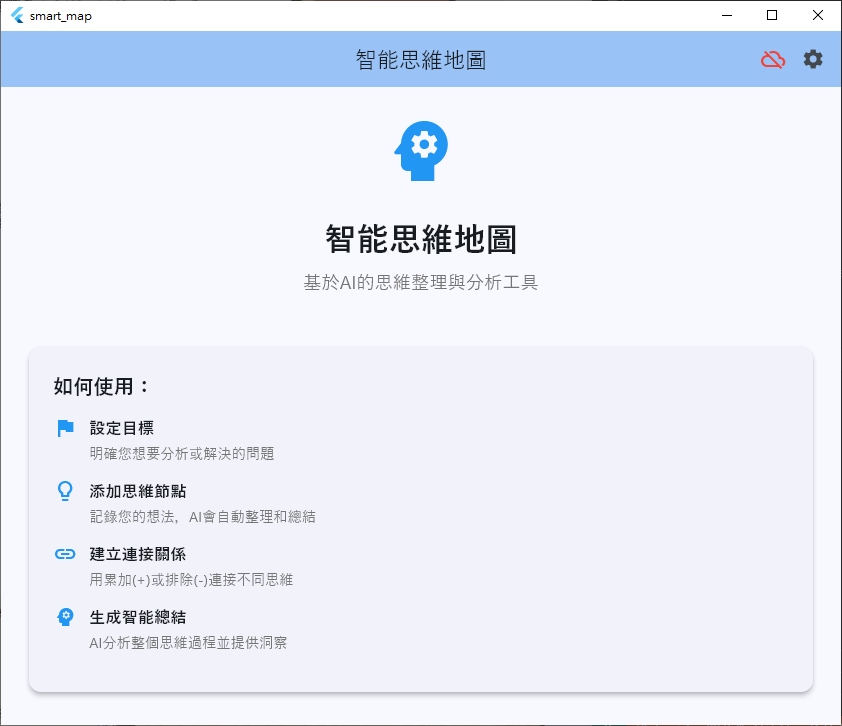 smart_map
智能思維地圖
智能思維地圖
基於AI的思維整理與分析工具
如何使用：
設定目標
明確您想要分析或解決的問題
添加思維節點
記錄您的想法，AI會自動整理和總結
建立連接關係
用累加(+)或排除(-)連接不同思維
生成智能總結
AI分析整個思維過程並提供洞察